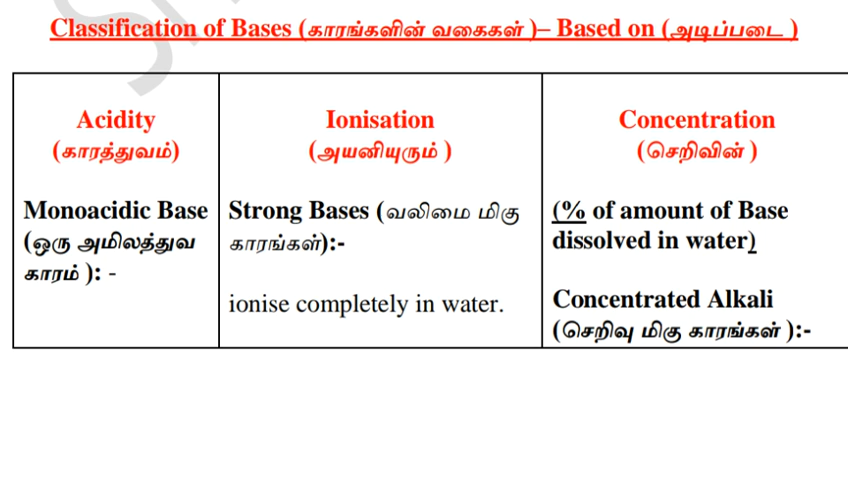 Classification of Bases (காரங்களின் வகைகள் )– Based on (அடிப்படை )
Acidity
(காரத்துவம்)
Monoacidic Base
(ஒரு அமிலத்துவ
காரம் ): -
Ionisation
(அயனியுரும் )
Strong Bases (வலிமை மிகு
காரங்கள்):-
ionise completely in water.
Concentration
(செறிவின் )
(% of amount of Base
dissolved in water)
Concentrated Alkali
(செறிவு மிகு காரங்கள் ):-